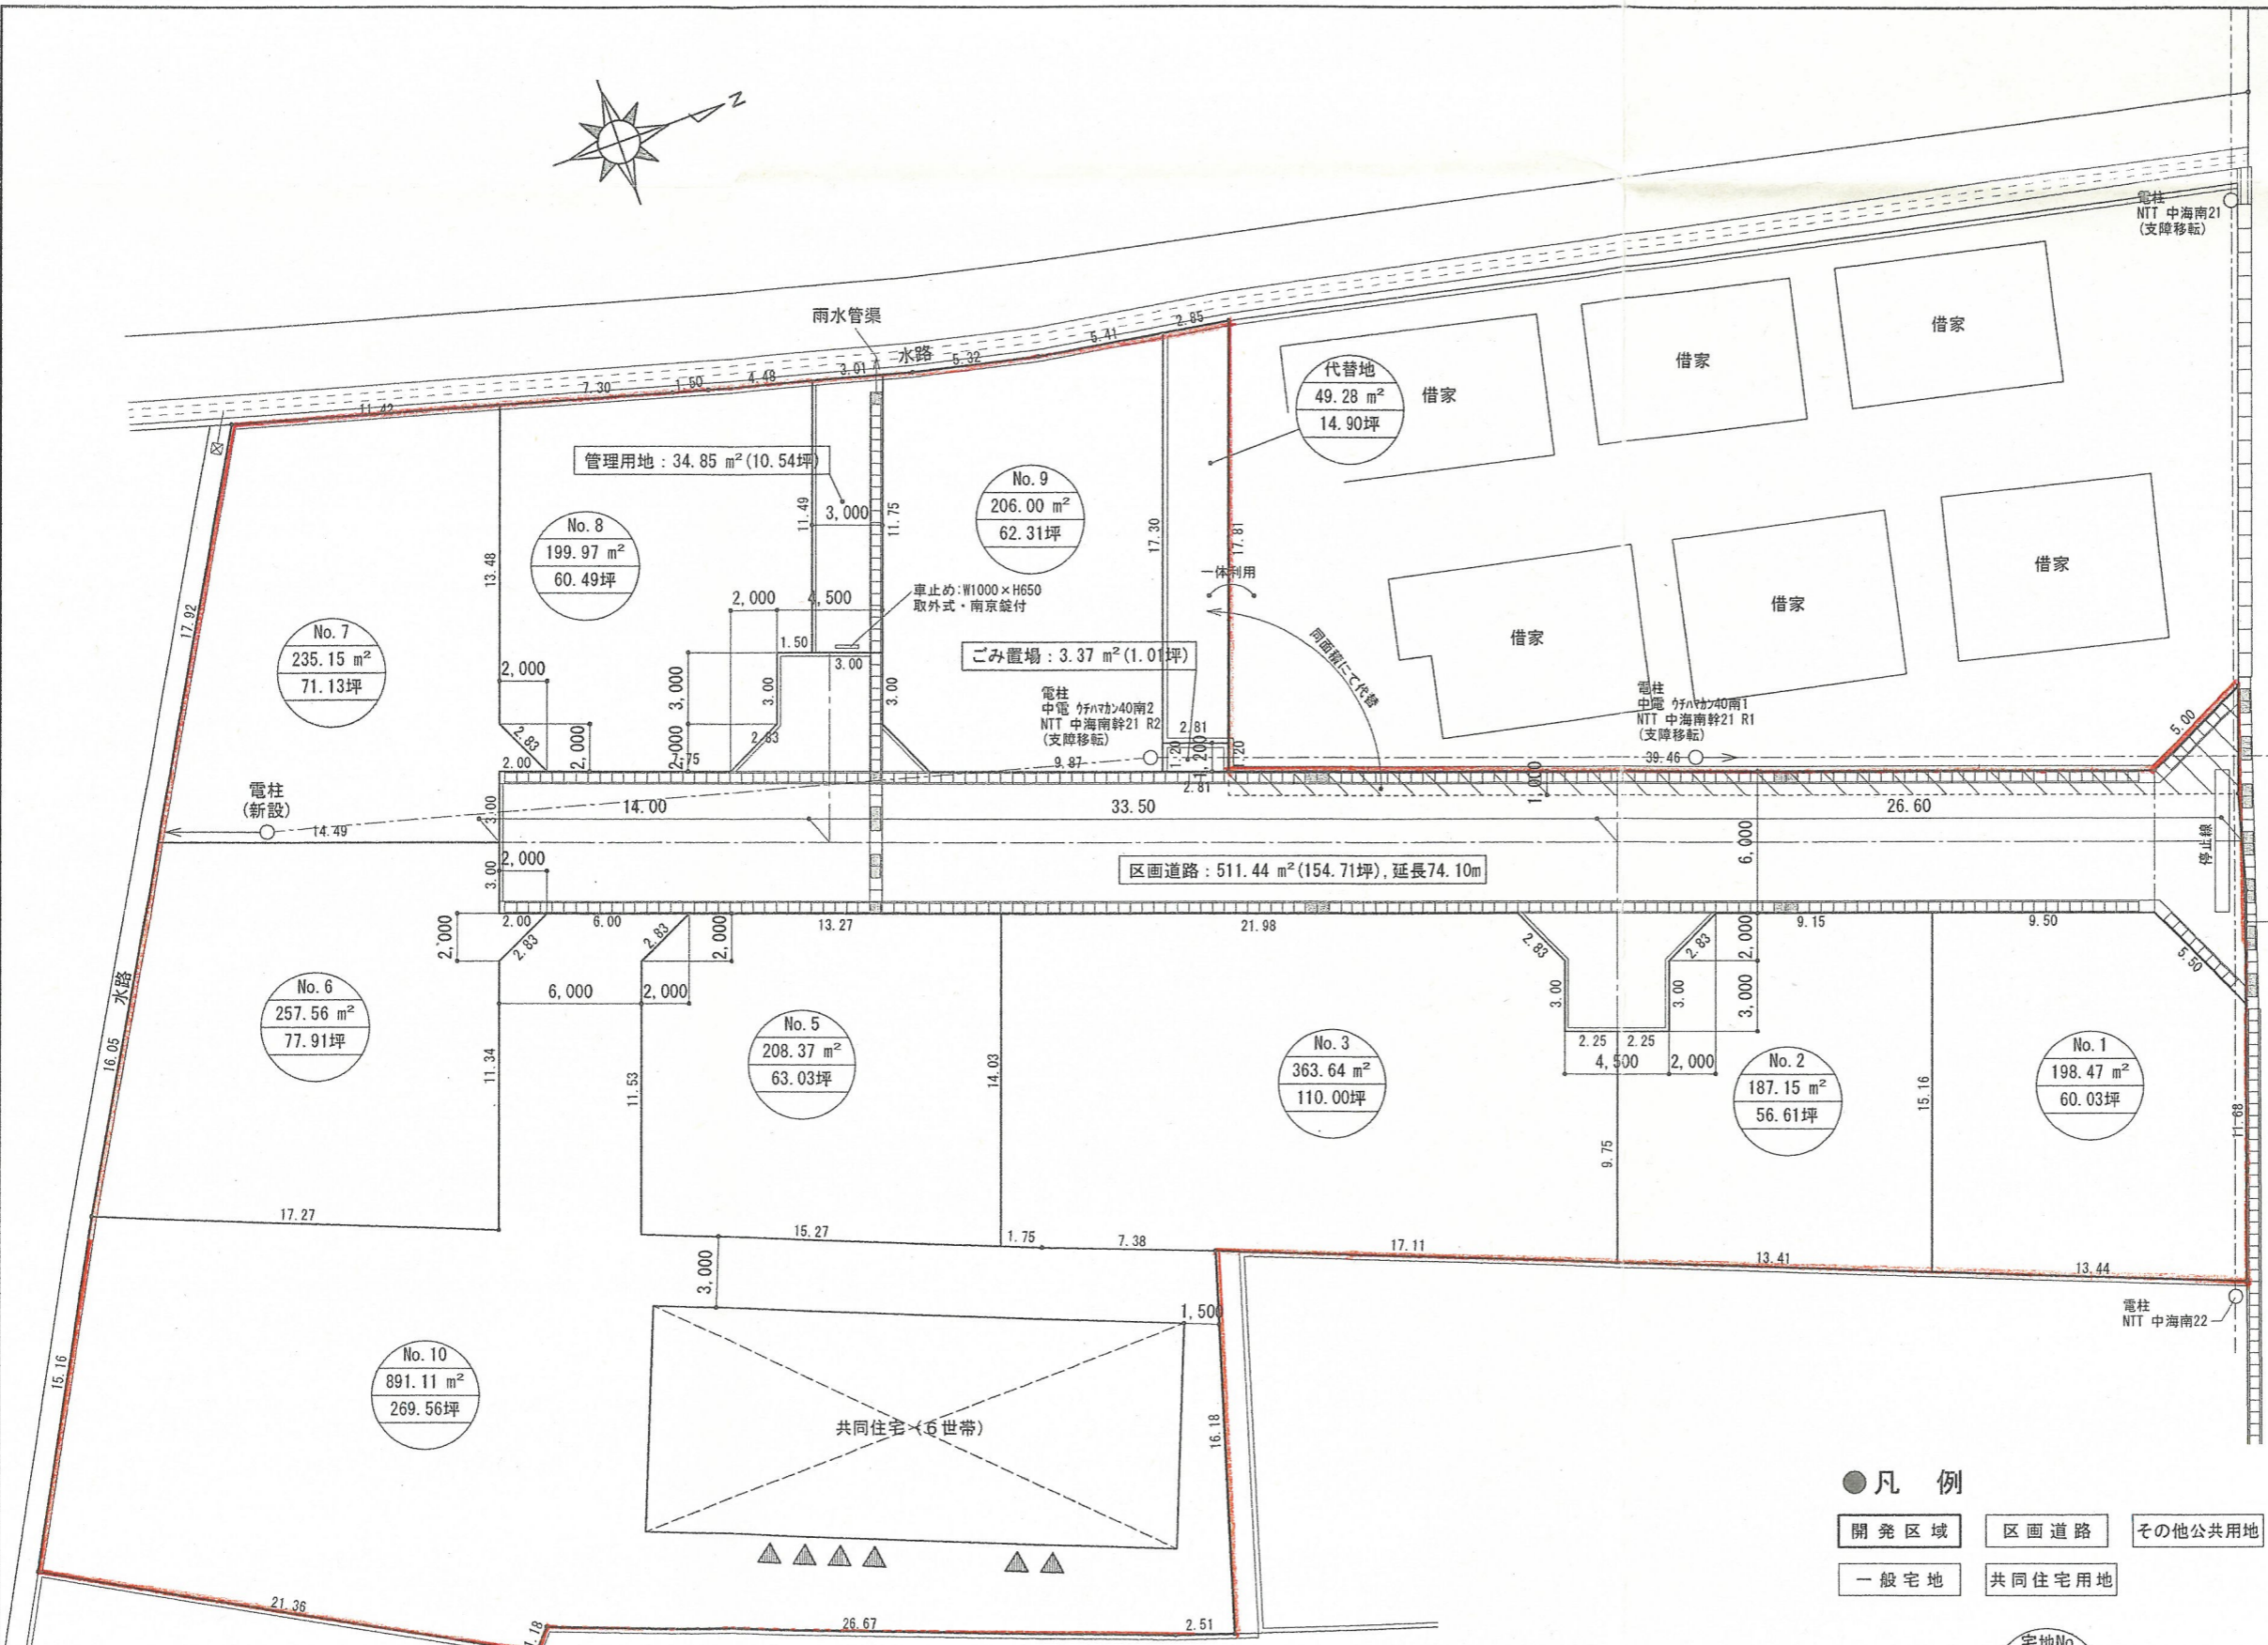 N
電柱
NTT 中海南21
(支障移転)
雨水管渠
水路
11.42
7.30
1.50
4.48
3.01
5.32
5.41
2.85
借家
借家
借家
代替地
49.28 m²
14.90坪
管理用地：34.85 m²(10.54坪)
No. 9
206.00 m²
62.31坪
No. 8
199.97 m²
60.49坪
11.49
3,000
11.75
17.30
17.81
13.48
一体利用
車止め:W1000×H650
取外式・南京錠付
2,000
4,500
1.50
3.00
借家
借家
借家
17.92
No. 7
235.15 m²
71.13坪
ごみ置場：3.37 m²(1.01坪)
同面積にて代替
2,000
3,000
3.00
3.00
電柱
中電 ウチハマカン40南2
NTT 中海南幹21 R2
(支障移転)
電柱
中電 ウチハマカン40南1
NTT 中海南幹21 R1
(支障移転)
5.00
2.83
2,000
2,000
2.83
2.81
1.20
1,200
1.20
2.00
7.75
9.87
39.46
2.81
1,000
電柱
(新設)
14.49
3.00
14.00
33.50
26.60
6,000
停止線
3.00
2,000
区画道路：511.44 m²(154.71坪), 延長74.10m
2,000
2.00
6.00
13.27
21.98
9.15
9.50
2.83
2.83
2,000
2.83
2.83
2,000
5.50
水路
No. 6
257.56 m²
77.91坪
6,000
2,000
3.00
3.00
3,000
16.05
11.34
11.53
No. 5
208.37 m²
63.03坪
14.03
No. 3
363.64 m²
110.00坪
2.25
2.25
4,500
2,000
No. 2
187.15 m²
56.61坪
15.16
No. 1
198.47 m²
60.03坪
11.68
9.75
17.27
15.27
1.75
7.38
17.11
13.41
13.44
3,000
1,500
電柱
NTT 中海南22
15.16
No. 10
891.11 m²
269.56坪
共同住宅（6世帯）
16.18
●凡 例
開発区域
区画道路
その他公共用地
一般宅地
共同住宅用地
21.36
26.67
2.51
宅地No